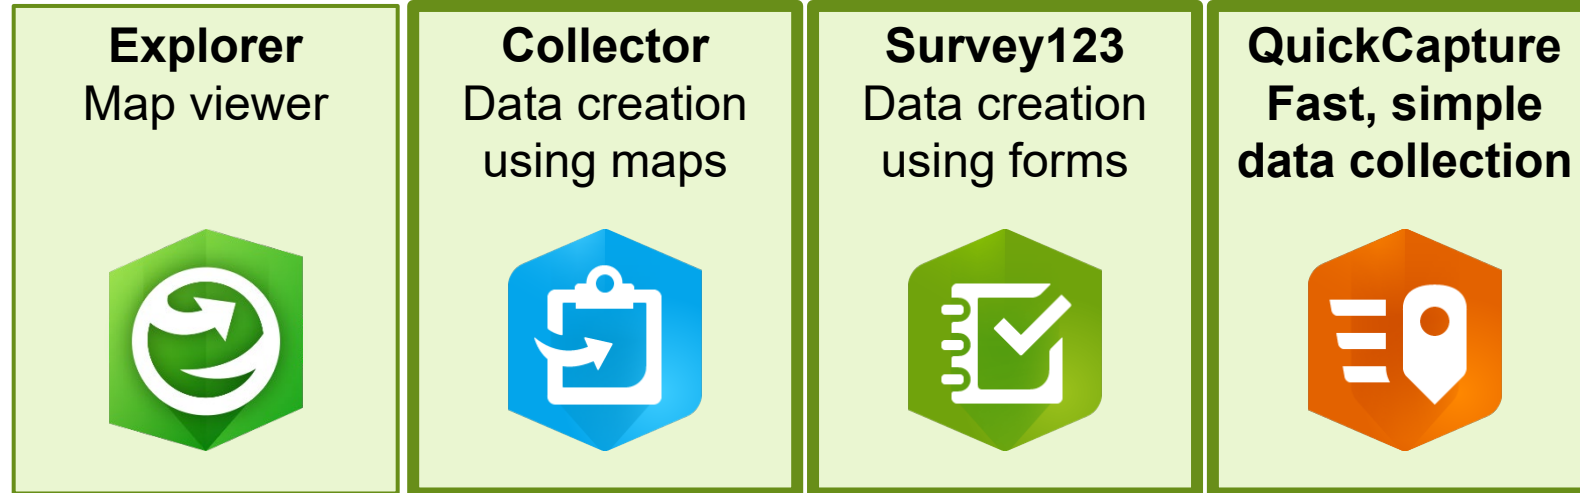 Explorer
Map viewer
Collector
Data creation
using maps
Survey123
Data creation
using forms
QuickCapture
Fast, simple
data collection